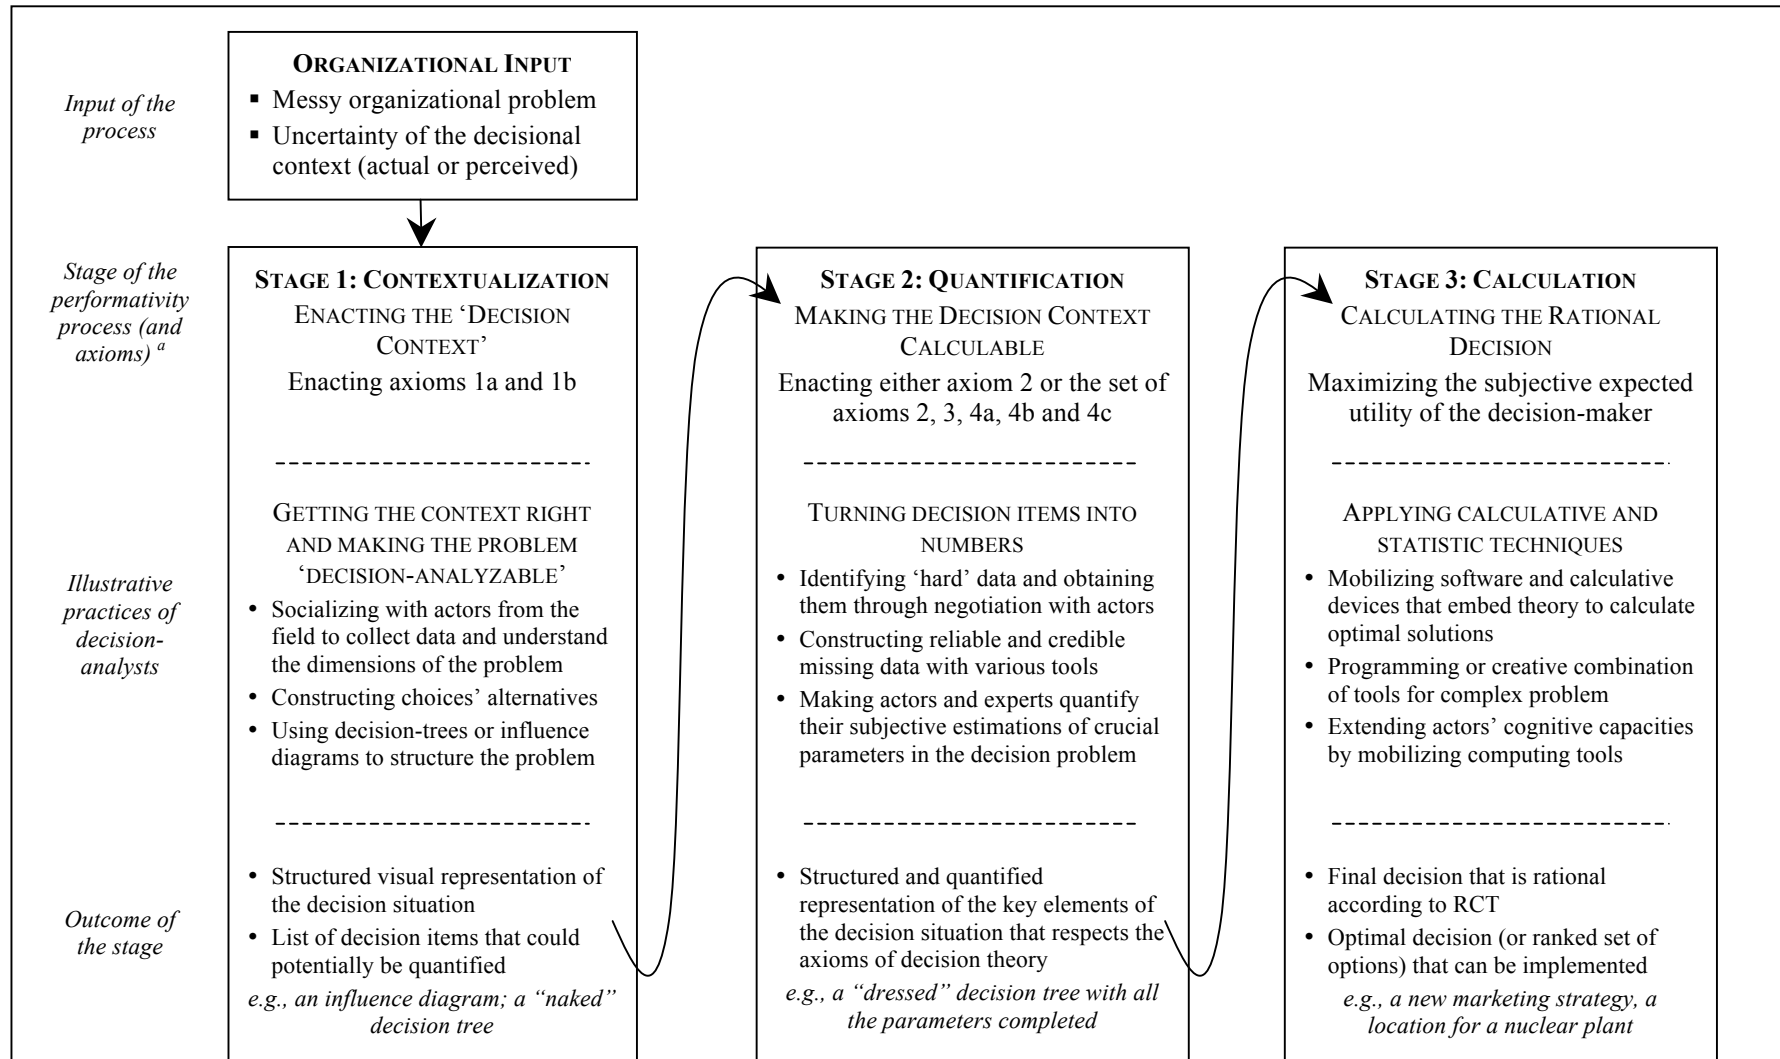 Input of the
process
ORGANIZATIONAL INPUT
▪ Messy organizational problem
▪ Uncertainty of the decisional
context (actual or perceived)
Stage of the
performativity
process (and
axioms) a
STAGE 1: CONTEXTUALIZATION
ENACTING THE ‘DECISION
CONTEXT’
Enacting axioms 1a and 1b
STAGE 2: QUANTIFICATION
MAKING THE DECISION CONTEXT
CALCULABLE
Enacting either axiom 2 or the set of
axioms 2, 3, 4a, 4b and 4c
STAGE 3: CALCULATION
CALCULATING THE RATIONAL
DECISION
Maximizing the subjective expected
utility of the decision-maker
Illustrative
practices of
decision-
analysts
GETTING THE CONTEXT RIGHT
AND MAKING THE PROBLEM
‘DECISION-ANALYZABLE’
• Socializing with actors from the
field to collect data and understand
the dimensions of the problem
• Constructing choices’ alternatives
• Using decision-trees or influence
diagrams to structure the problem
TURNING DECISION ITEMS INTO
NUMBERS
• Identifying ‘hard’ data and obtaining
them through negotiation with actors
• Constructing reliable and credible
missing data with various tools
• Making actors and experts quantify
their subjective estimations of crucial
parameters in the decision problem
APPLYING CALCULATIVE AND
STATISTIC TECHNIQUES
• Mobilizing software and calculative
devices that embed theory to calculate
optimal solutions
• Programming or creative combination
of tools for complex problem
• Extending actors’ cognitive capacities
by mobilizing computing tools
Outcome of
the stage
• Structured visual representation of
the decision situation
• List of decision items that could
potentially be quantified
e.g., an influence diagram; a “naked”
decision tree
• Structured and quantified
representation of the key elements of
the decision situation that respects the
axioms of decision theory
e.g., a “dressed” decision tree with all
the parameters completed
• Final decision that is rational
according to RCT
• Optimal decision (or ranked set of
options) that can be implemented
e.g., a new marketing strategy, a
location for a nuclear plant